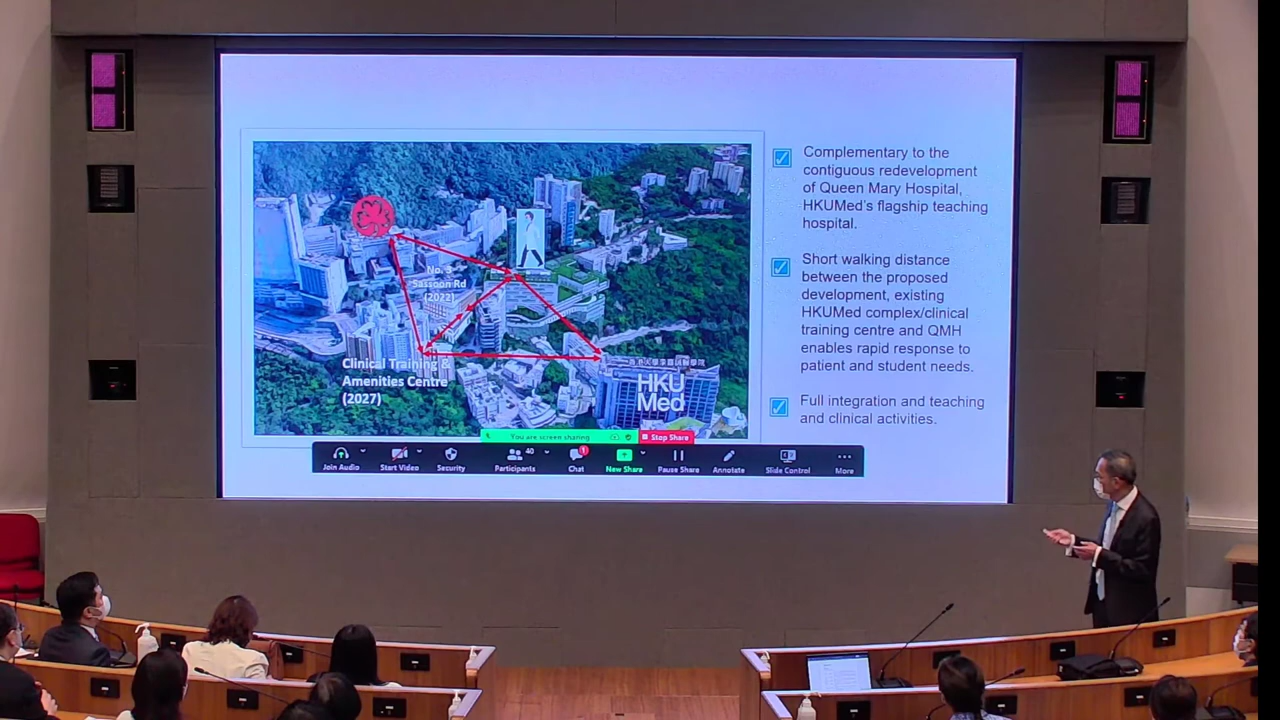 No. 3
Sassoon Rd
(2022)
Clinical Training &
Amenities Centre
(2027)
HKU
Med
Complementary to the
contiguous redevelopment
of Queen Mary Hospital,
HKUMed's flagship teaching
hospital.
Short walking distance
between the proposed
development, existing
HKUMed complex/clinical
training centre and QMH
enables rapid response to
patient and student needs.
Full integration and teaching
and clinical activities.
You are screen sharing
Stop Share
Join Audio
Start Video
Security
40
Participants
1
Chat
New Share
Pause Share
Annotate
Slide Control
More